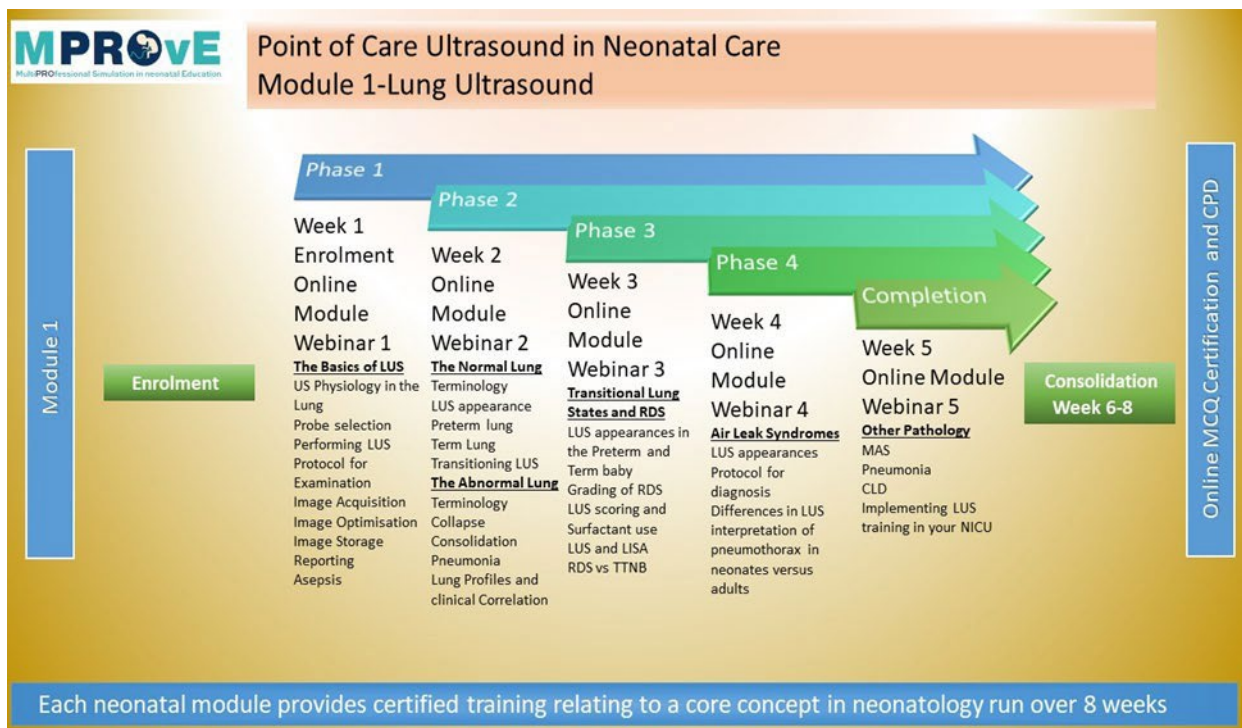 MPROvE
MultiPROfessional Simulation in neonatal Education
Point of Care Ultrasound in Neonatal Care
Module 1-Lung Ultrasound
Module 1
Enrolment
Phase 1
Week 1
Enrolment
Online
Module
Webinar 1
The Basics of LUS
US Physiology in the
Lung
Probe selection
Performing LUS
Protocol for
Examination
Image Acquisition
Image Optimisation
Image Storage
Reporting
Asepsis
Phase 2
Week 2
Online
Module
Webinar 2
The Normal Lung
Terminology
LUS appearance
Preterm lung
Term Lung
Transitioning LUS
The Abnormal Lung
Terminology
Collapse
Consolidation
Pneumonia
Lung Profiles and
clinical Correlation
Phase 3
Week 3
Online
Module
Webinar 3
Transitional Lung
States and RDS
LUS appearances in
the Preterm and
Term baby
Grading of RDS
LUS scoring and
Surfactant use
LUS and LISA
RDS vs TTNB
Phase 4
Week 4
Online
Module
Webinar 4
Air Leak Syndromes
LUS appearances
Protocol for
diagnosis
Differences in LUS
interpretation of
pneumothorax in
neonates versus
adults
Completion
Week 5
Online Module
Webinar 5
Other Pathology
MAS
Pneumonia
CLD
Implementing LUS
training in your NICU
Consolidation
Week 6-8
Online MCQ Certification and CPD
Each neonatal module provides certified training relating to a core concept in neonatology run over 8 weeks